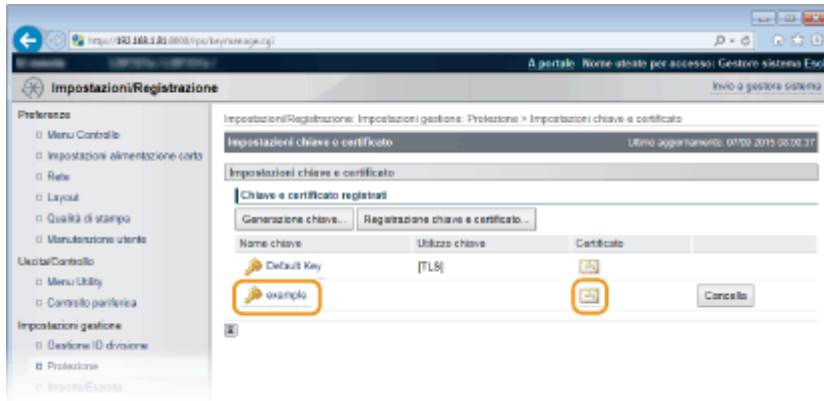 http://192.168.1.81:8000/rps/keymanage.cgi
A portale Nome utente per accesso: Gestore sistema Esci
Impostazioni/Registrazione
Invio a gestore sistema
Preferenze
Menu Controllo
Impostazioni alimentazione carta
Rete
Layout
Qualità di stampa
Manutenzione utente
Uscita/Controllo
Menu Utility
Controllo periferica
Impostazioni gestione
Gestione ID divisione
Protezione
Importa/Esporta
Impostazioni/Registrazione: Impostazioni gestione: Protezione > Impostazioni chiave e certificato
Impostazioni chiave e certificato
Ultimo aggiornamento: 07/09 2015 08:00:37
Impostazioni chiave e certificato
Chiave e certificato registrati
Generazione chiave... Registrazione chiave e certificato...
Nome chiave Utilizzo chiave Certificato
Default Key [TLS]
example Cancella